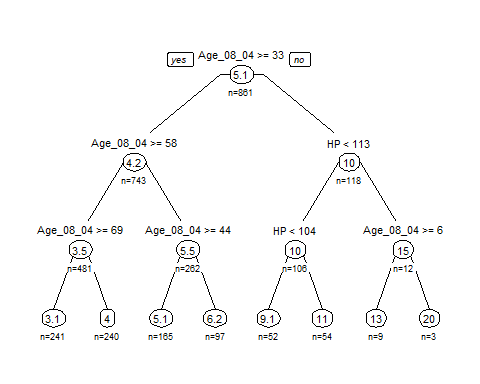 Age_08_04 >= 33
yes
no
5.1
n=861
Age_08_04 >= 58
HP < 113
4.2
10
n=743
n=118
Age_08_04 >= 69
Age_08_04 >= 44
HP < 104
Age_08_04 >= 6
3.5
5.5
10
15
n=481
n=262
n=106
n=12
3.1
4
5.1
6.2
9.1
11
13
20
n=241
n=240
n=165
n=97
n=52
n=54
n=9
n=3